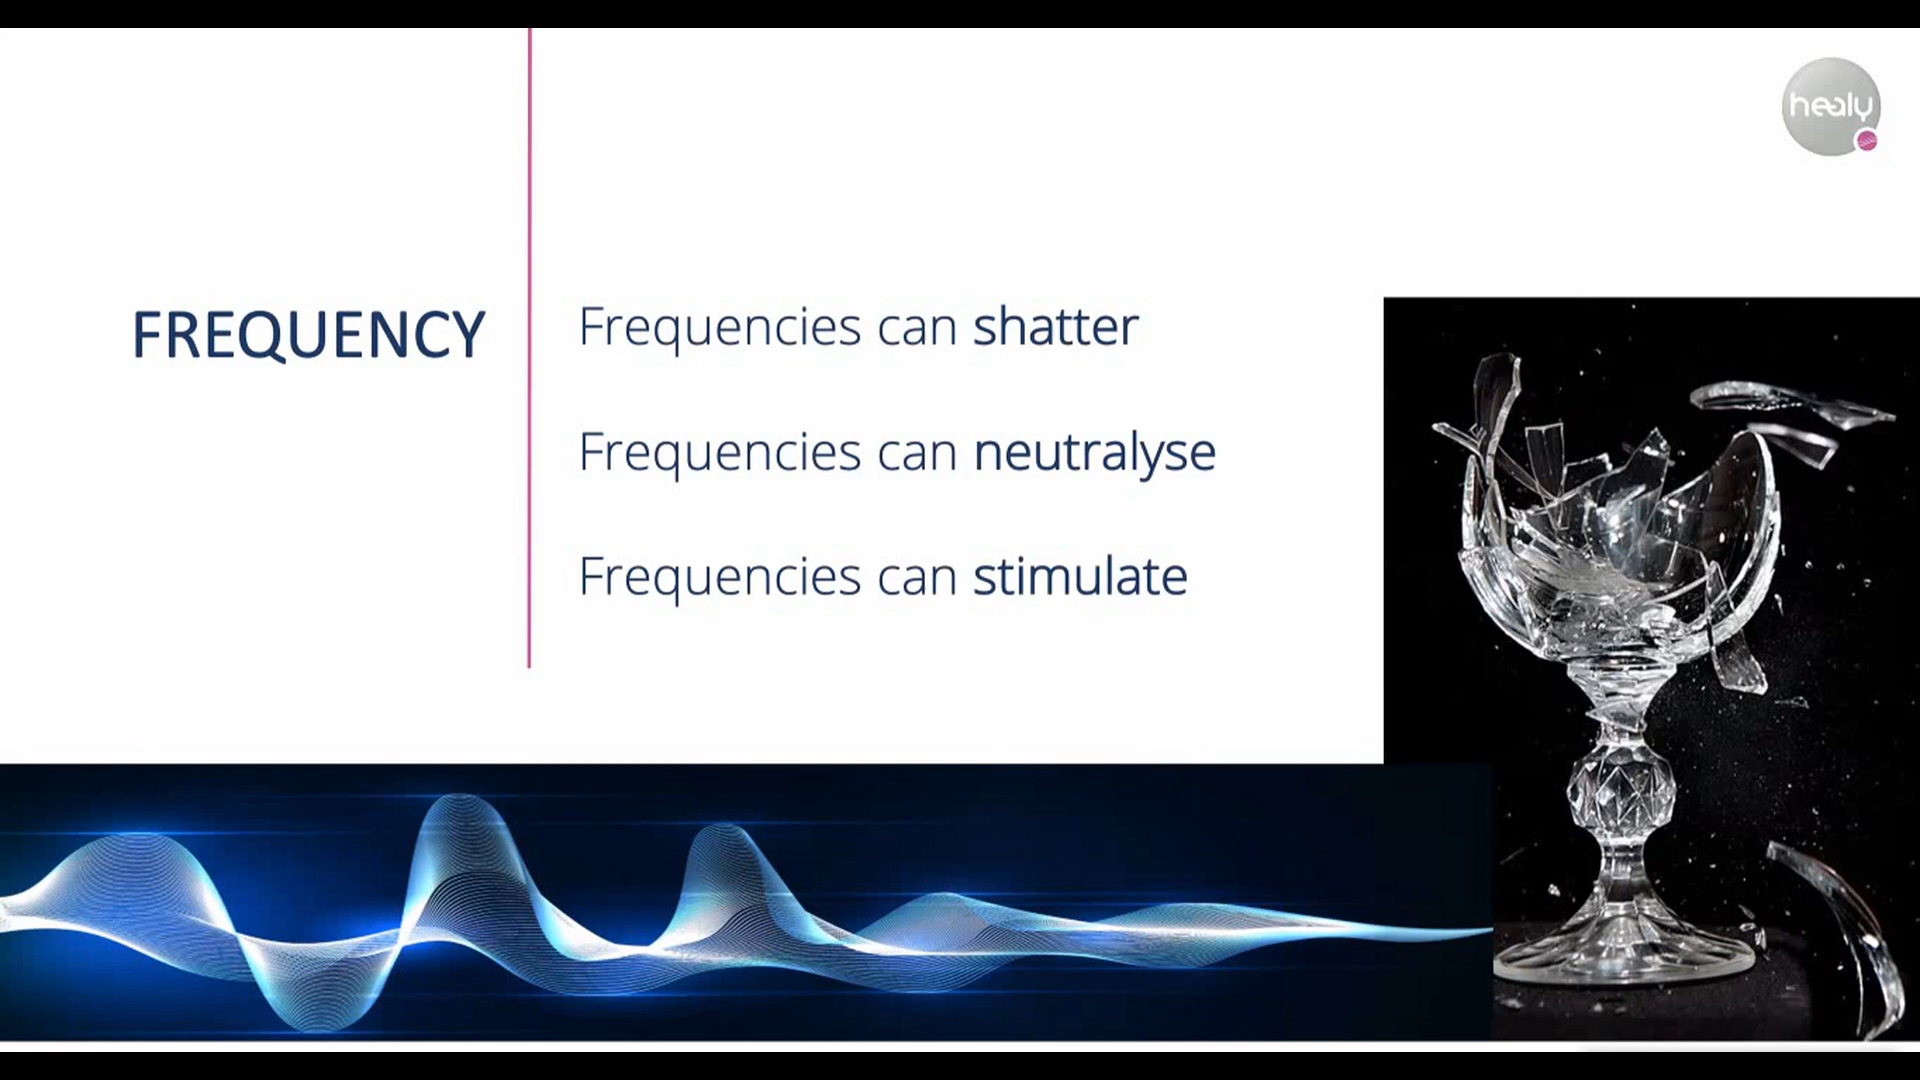 healy
FREQUENCY
Frequencies can shatter
Frequencies can neutralyse
Frequencies can stimulate